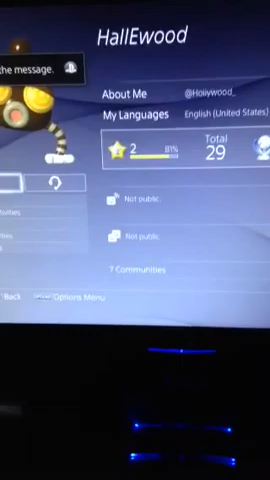 HallEwood
the message.
About Me @Hollywood_
My Languages English (United States)
2 81% Total 29
Not public.
Not public.
? Communities
Back Options Menu